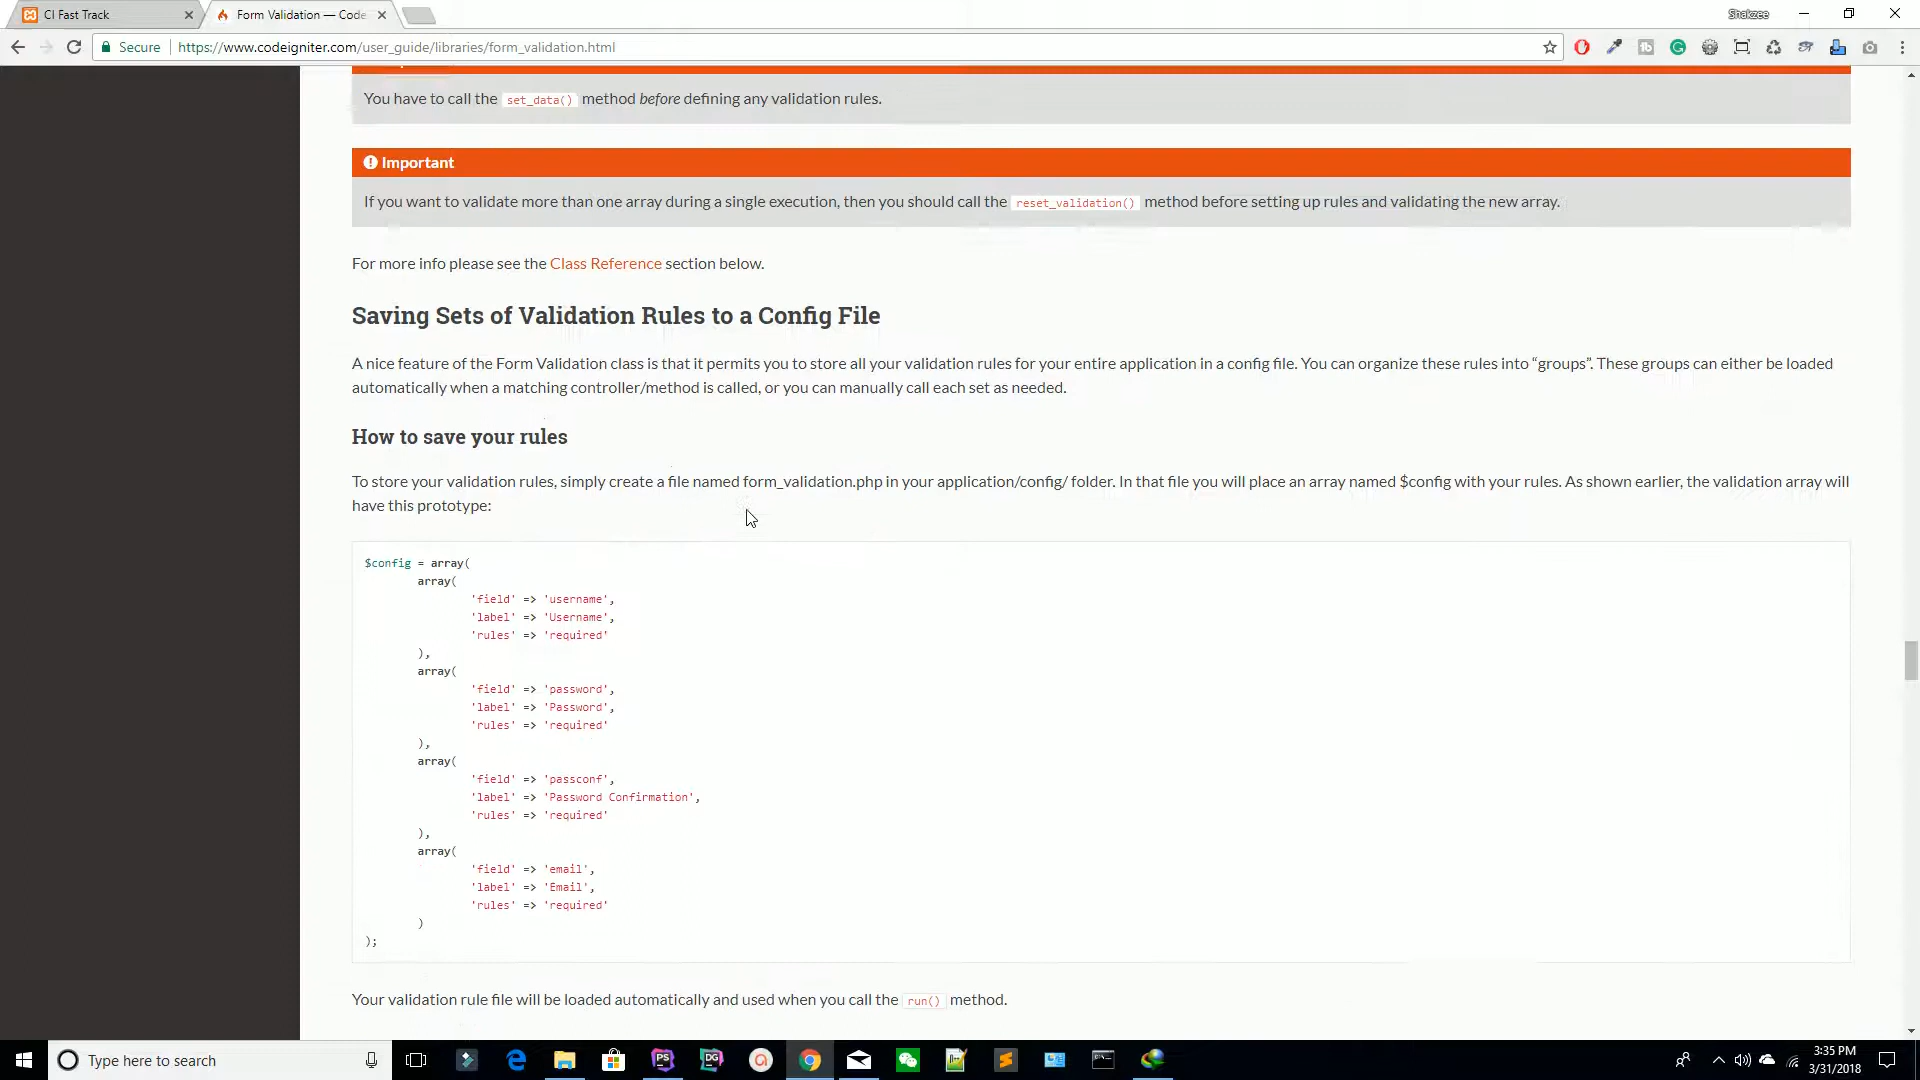 CI Fast Track
Form Validation — Code
Shakzee
Secure
https://www.codeigniter.com/user_guide/libraries/form_validation.html
You have to call the set_data() method before defining any validation rules.
Important
If you want to validate more than one array during a single execution, then you should call the reset_validation() method before setting up rules and validating the new array.
For more info please see the Class Reference section below.
Saving Sets of Validation Rules to a Config File
A nice feature of the Form Validation class is that it permits you to store all your validation rules for your entire application in a config file. You can organize these rules into “groups”. These groups can either be loaded
automatically when a matching controller/method is called, or you can manually call each set as needed.
How to save your rules
To store your validation rules, simply create a file named form_validation.php in your application/config/ folder. In that file you will place an array named $config with your rules. As shown earlier, the validation array will
have this prototype:
$config = array(
array(
'field' => 'username',
'label' => 'Username',
'rules' => 'required'
),
array(
'field' => 'password',
'label' => 'Password',
'rules' => 'required'
),
array(
'field' => 'passconf',
'label' => 'Password Confirmation',
'rules' => 'required'
),
array(
'field' => 'email',
'label' => 'Email',
'rules' => 'required'
)
);
Your validation rule file will be loaded automatically and used when you call the run() method.
Type here to search
PS
DG
3:35 PM
3/31/2018